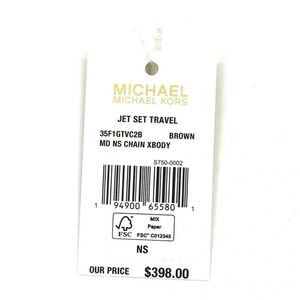 MICHAEL
MICHAEL KORS
JET SET TRAVEL
35F1GTVC2B BROWN
MD NS CHAIN XBODY
S750-0002
1 94900 65580 1
FSC
MIX
Paper
FSC® C012345
NS
OUR PRICE $398.00